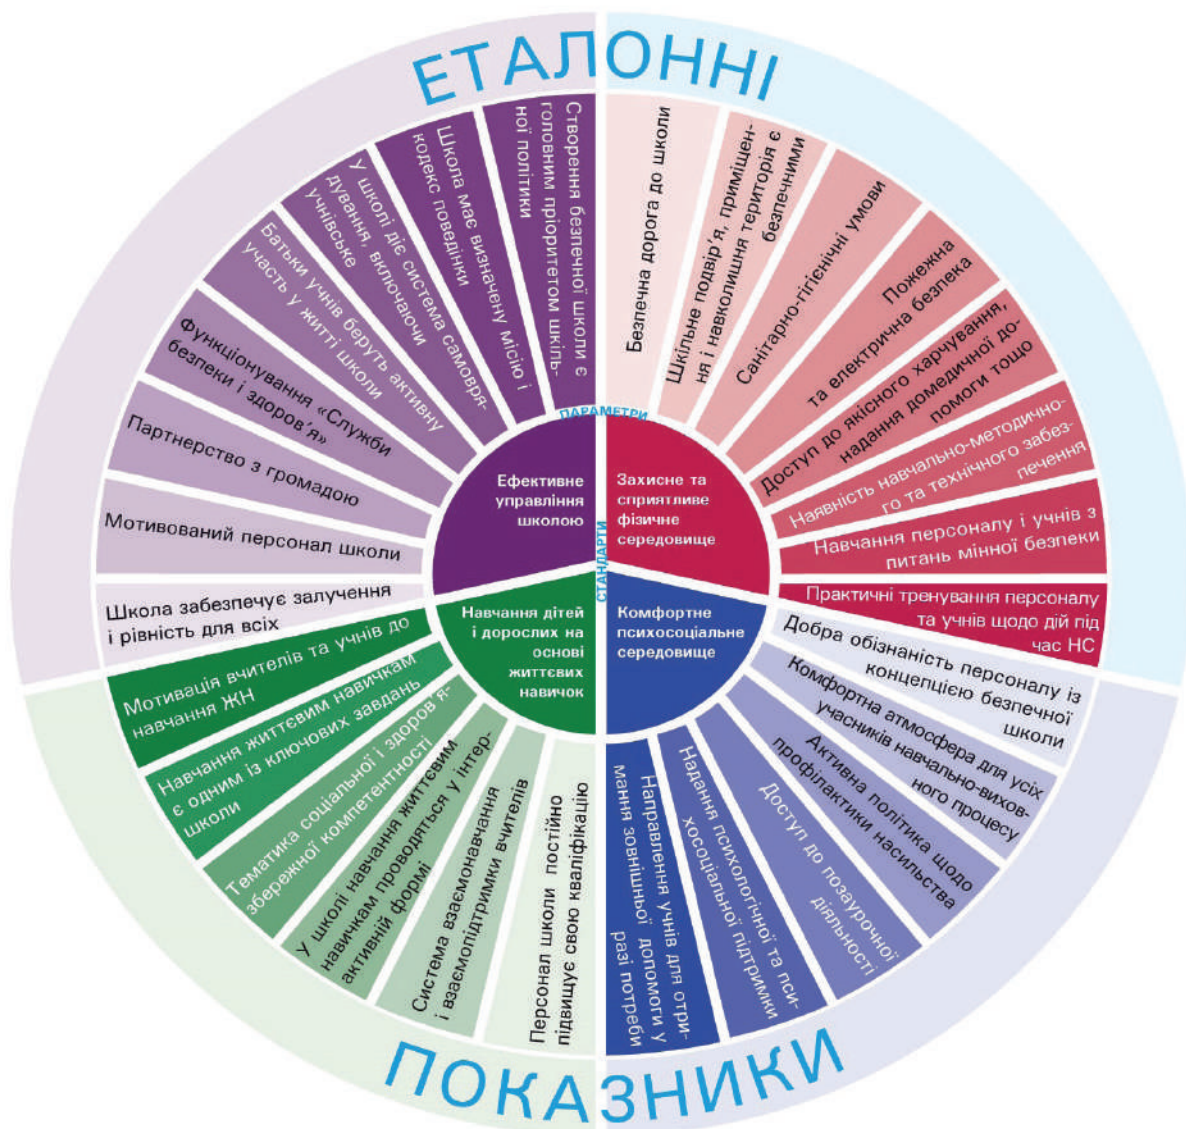 ЕТАЛОННІ
Створення безпечної школи є
головним пріоритетом шкіль-
ної політики
Школа має визначену місію і
кодекс поведінки
У школі діє система самовря-
дування, включаючи
учнівське
Батьки учнів беруть активну
участь у житті школи
Функціонування «Служби
безпеки і здоров’я»
Партнерство з громадою
Мотивований персонал школи
Школа забезпечує залучення
і рівність для всіх
Безпечна дорога до школи
Шкільне подвір’я, приміщен-
ня і навколишня територія є
безпечними
Санітарно-гігієнічні умови
Пожежна
та електрична безпека
Доступ до якісного харчування,
надання домедичної до-
помоги тощо
Наявність навчально-методично-
го та технічного забез-
печення
Навчання персоналу і учнів з
питань мінної безпеки
Практичні тренування персоналу
та учнів щодо дій під
час НС
ПАРАМЕТРИ
СТАНДАРТИ
Ефективне
управління
школою
Захисне та
сприятливе
фізичне
середовище
Навчання дітей
і дорослих на
основі
життєвих
навичок
Комфортне
психосоціальне
середовище
Мотивація вчителів та учнів до
навчання ЖН
Навчання життєвим навичкам
є одним із ключових завдань
школи
Тематика соціальної і здоров’я-
збережної компетентності
У школі навчання життєвим
навичкам проводяться у інтер-
активній формі
Система взаємонавчання
і взаємопідтримки вчителів
Персонал школи постійно
підвищує свою кваліфікацію
Добра обізнаність персоналу із
концепцією безпечної
школи
Комфортна атмосфера для усіх
учасників навчально-вихов-
ного процесу
Активна політика щодо
профілактики насильства
Доступ до позаурочної
діяльності
Надання психологічної та пси-
хосоціальної підтримки
Направлення учнів для отри-
мання зовнішньої допомоги у
разі потреби
ПОКАЗНИКИ